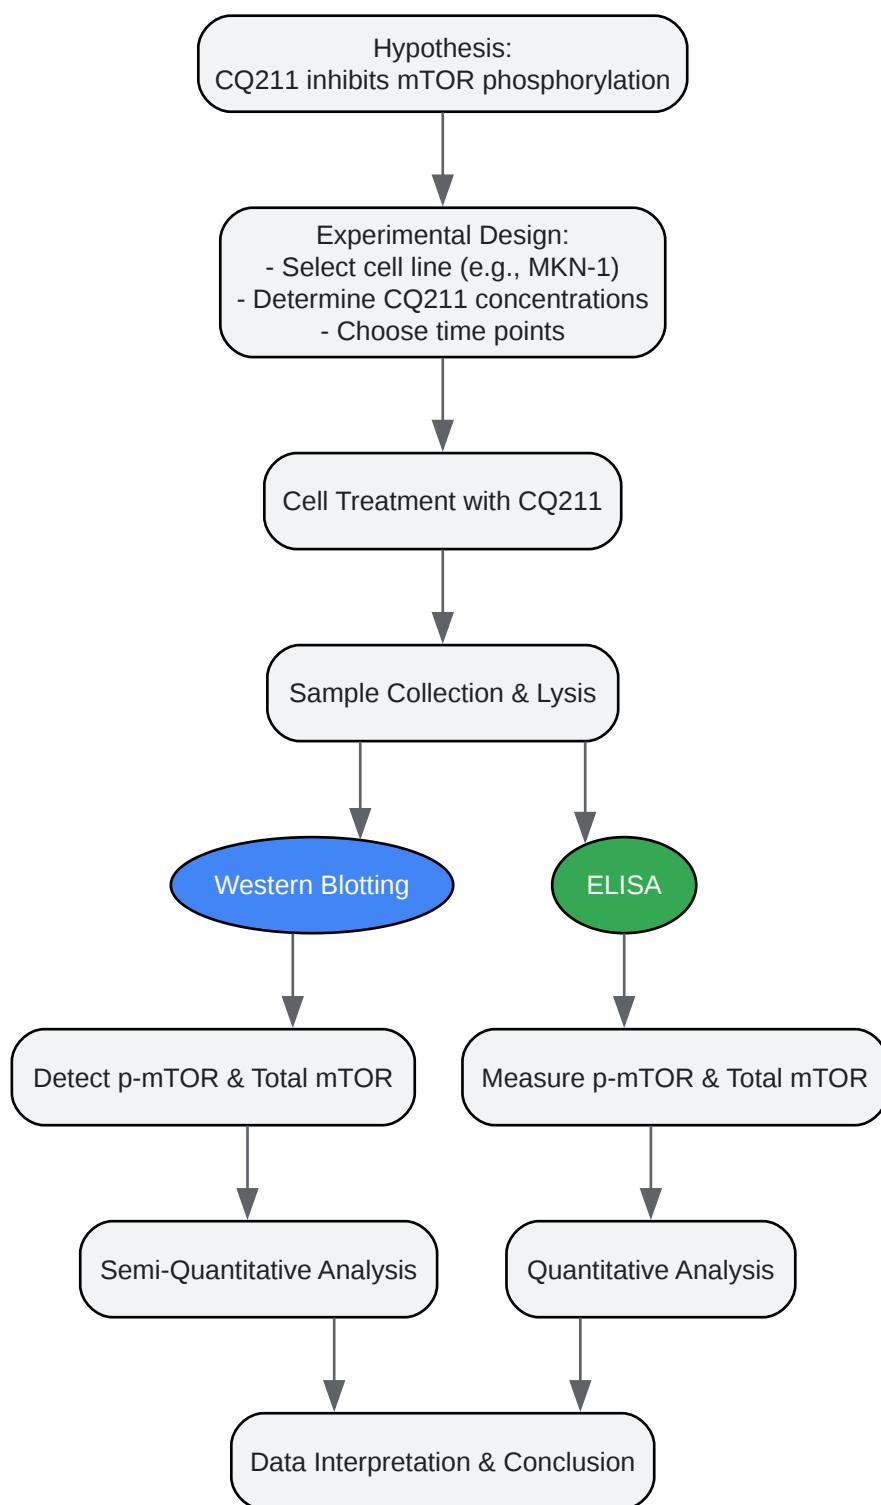 Hypothesis:
CQ211 inhibits mTOR phosphorylation
Experimental Design:
- Select cell line (e.g., MKN-1)
- Determine CQ211 concentrations
- Choose time points
Cell Treatment with CQ211
Sample Collection & Lysis
Western Blotting
ELISA
Detect p-mTOR & Total mTOR
Measure p-mTOR & Total mTOR
Semi-Quantitative Analysis
Quantitative Analysis
Data Interpretation & Conclusion